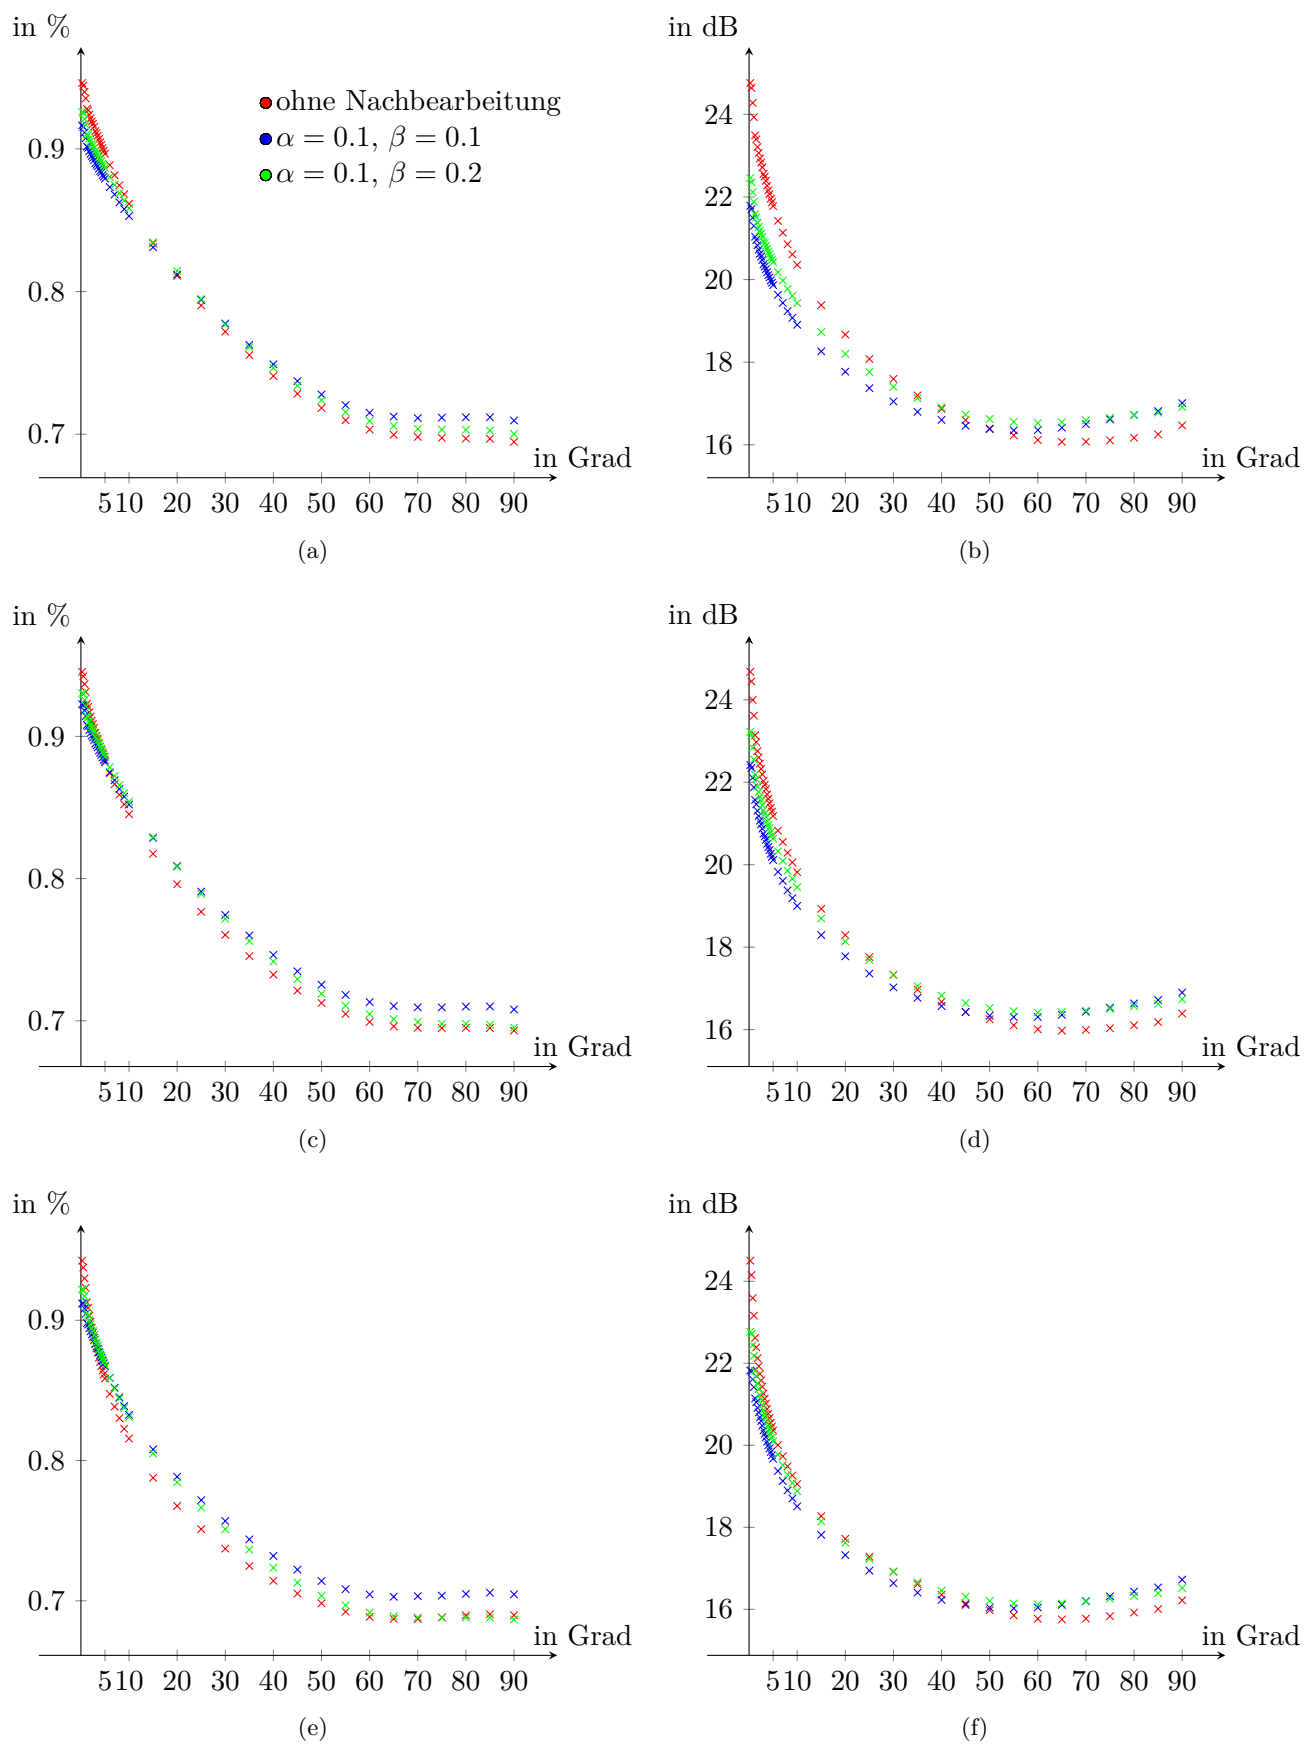 in %
in dB
ohne Nachbearbeitung
α = 0.1, β = 0.1
α = 0.1, β = 0.2
0.9
0.8
0.7
in Grad
5 10 20 30 40 50 60 70 80 90
(a)
24
22
20
18
16
in Grad
5 10 20 30 40 50 60 70 80 90
(b)
in %
0.9
0.8
0.7
in Grad
5 10 20 30 40 50 60 70 80 90
(c)
in dB
24
22
20
18
16
in Grad
5 10 20 30 40 50 60 70 80 90
(d)
in %
0.9
0.8
0.7
in Grad
5 10 20 30 40 50 60 70 80 90
(e)
in dB
24
22
20
18
16
in Grad
5 10 20 30 40 50 60 70 80 90
(f)